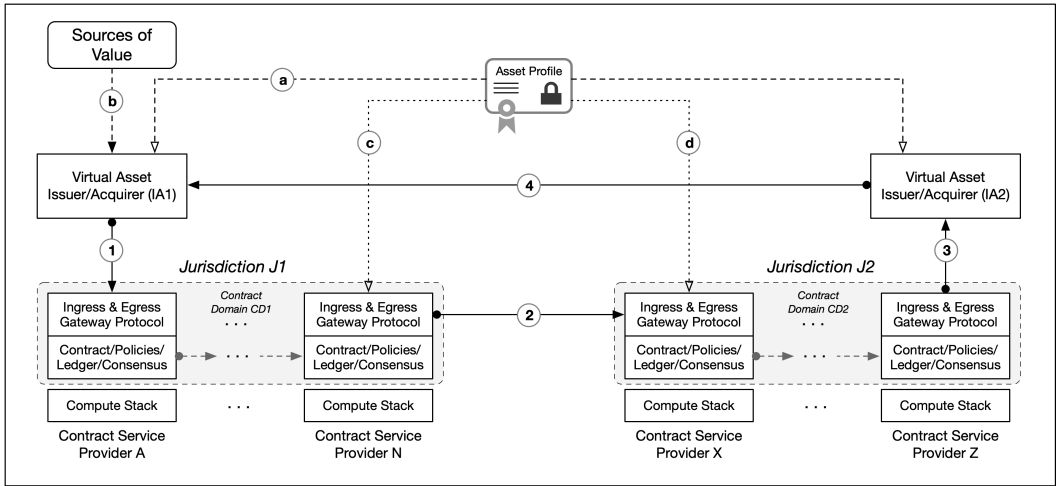 Sources of
Value
Asset Profile
a
b
c
d
Virtual Asset
Issuer/Acquirer (IA1)
4
Virtual Asset
Issuer/Acquirer (IA2)
1
3
Jurisdiction J1
Jurisdiction J2
Ingress & Egress
Gateway Protocol
Contract
Domain CD1
. . .
Ingress & Egress
Gateway Protocol
2
Ingress & Egress
Gateway Protocol
Contract
Domain CD2
. . .
Ingress & Egress
Gateway Protocol
Contract/Policies/
Ledger/Consensus
. . .
Contract/Policies/
Ledger/Consensus
Contract/Policies/
Ledger/Consensus
. . .
Contract/Policies/
Ledger/Consensus
Compute Stack
. . .
Compute Stack
Compute Stack
. . .
Compute Stack
Contract Service
Provider A
Contract Service
Provider N
Contract Service
Provider X
Contract Service
Provider Z